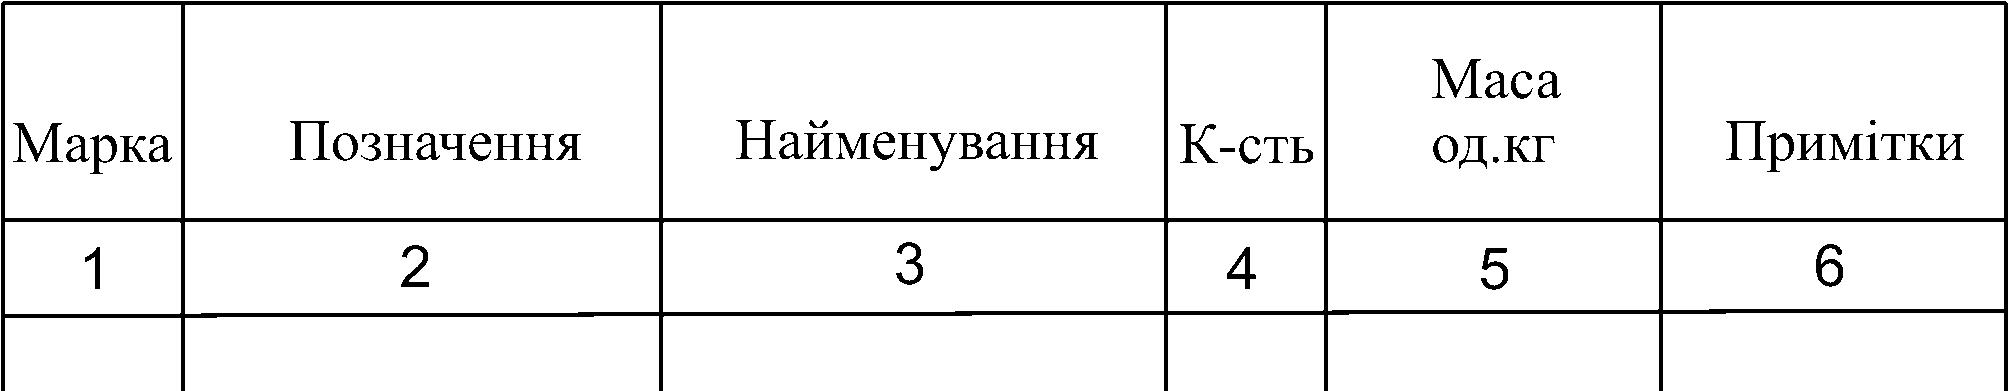 Марка Позначення Найменування К-сть Маса од.кг Примітки
1 2 3 4 5 6